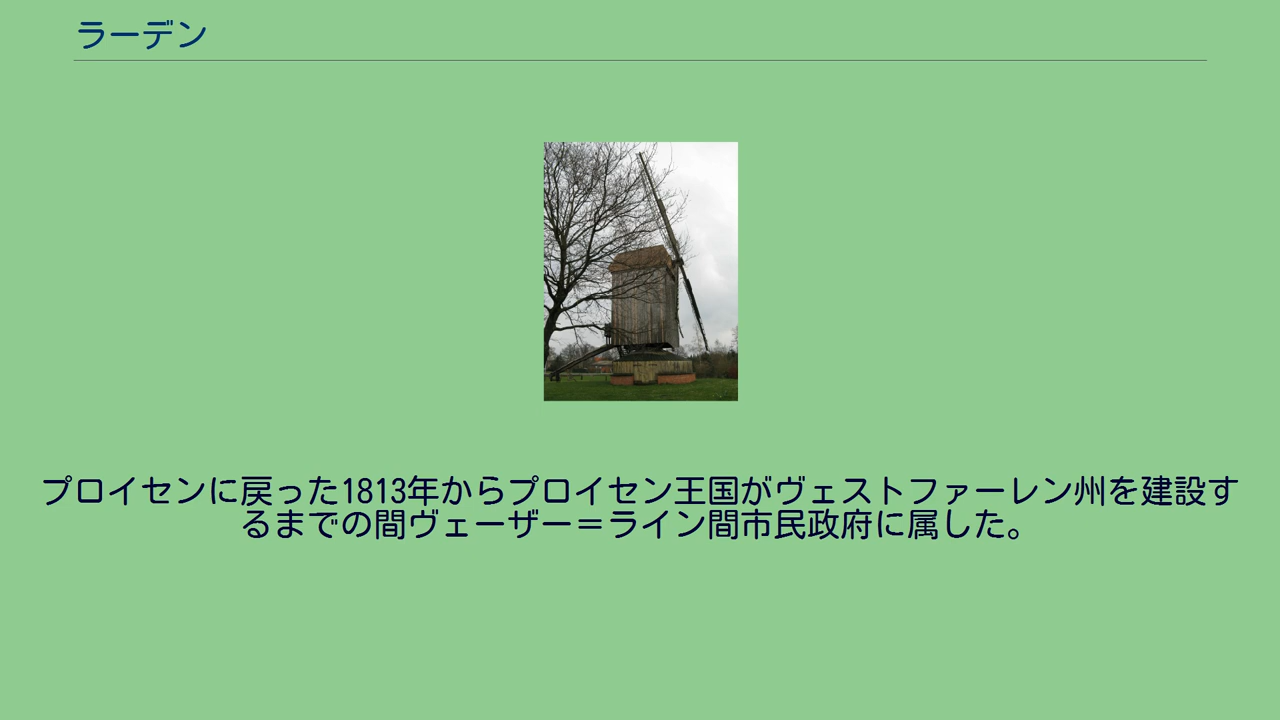 ラーデン
プロイセンに戻った1813年からプロイセン王国がヴェストファーレン州を建設す
るまでの間ヴェーザー＝ライン間市民政府に属した。